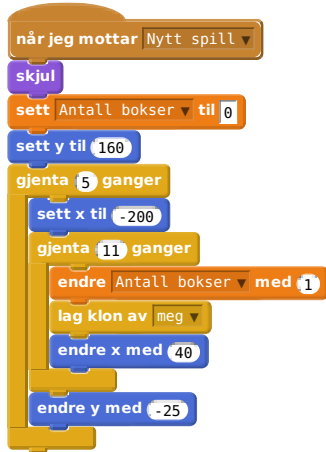 når jeg mottar Nytt spill
skjul
sett Antall bokser til 0
sett y til 160
gjenta 5 ganger
sett x til -200
gjenta 11 ganger
endre Antall bokser med 1
lag klon av meg
endre x med 40
endre y med -25